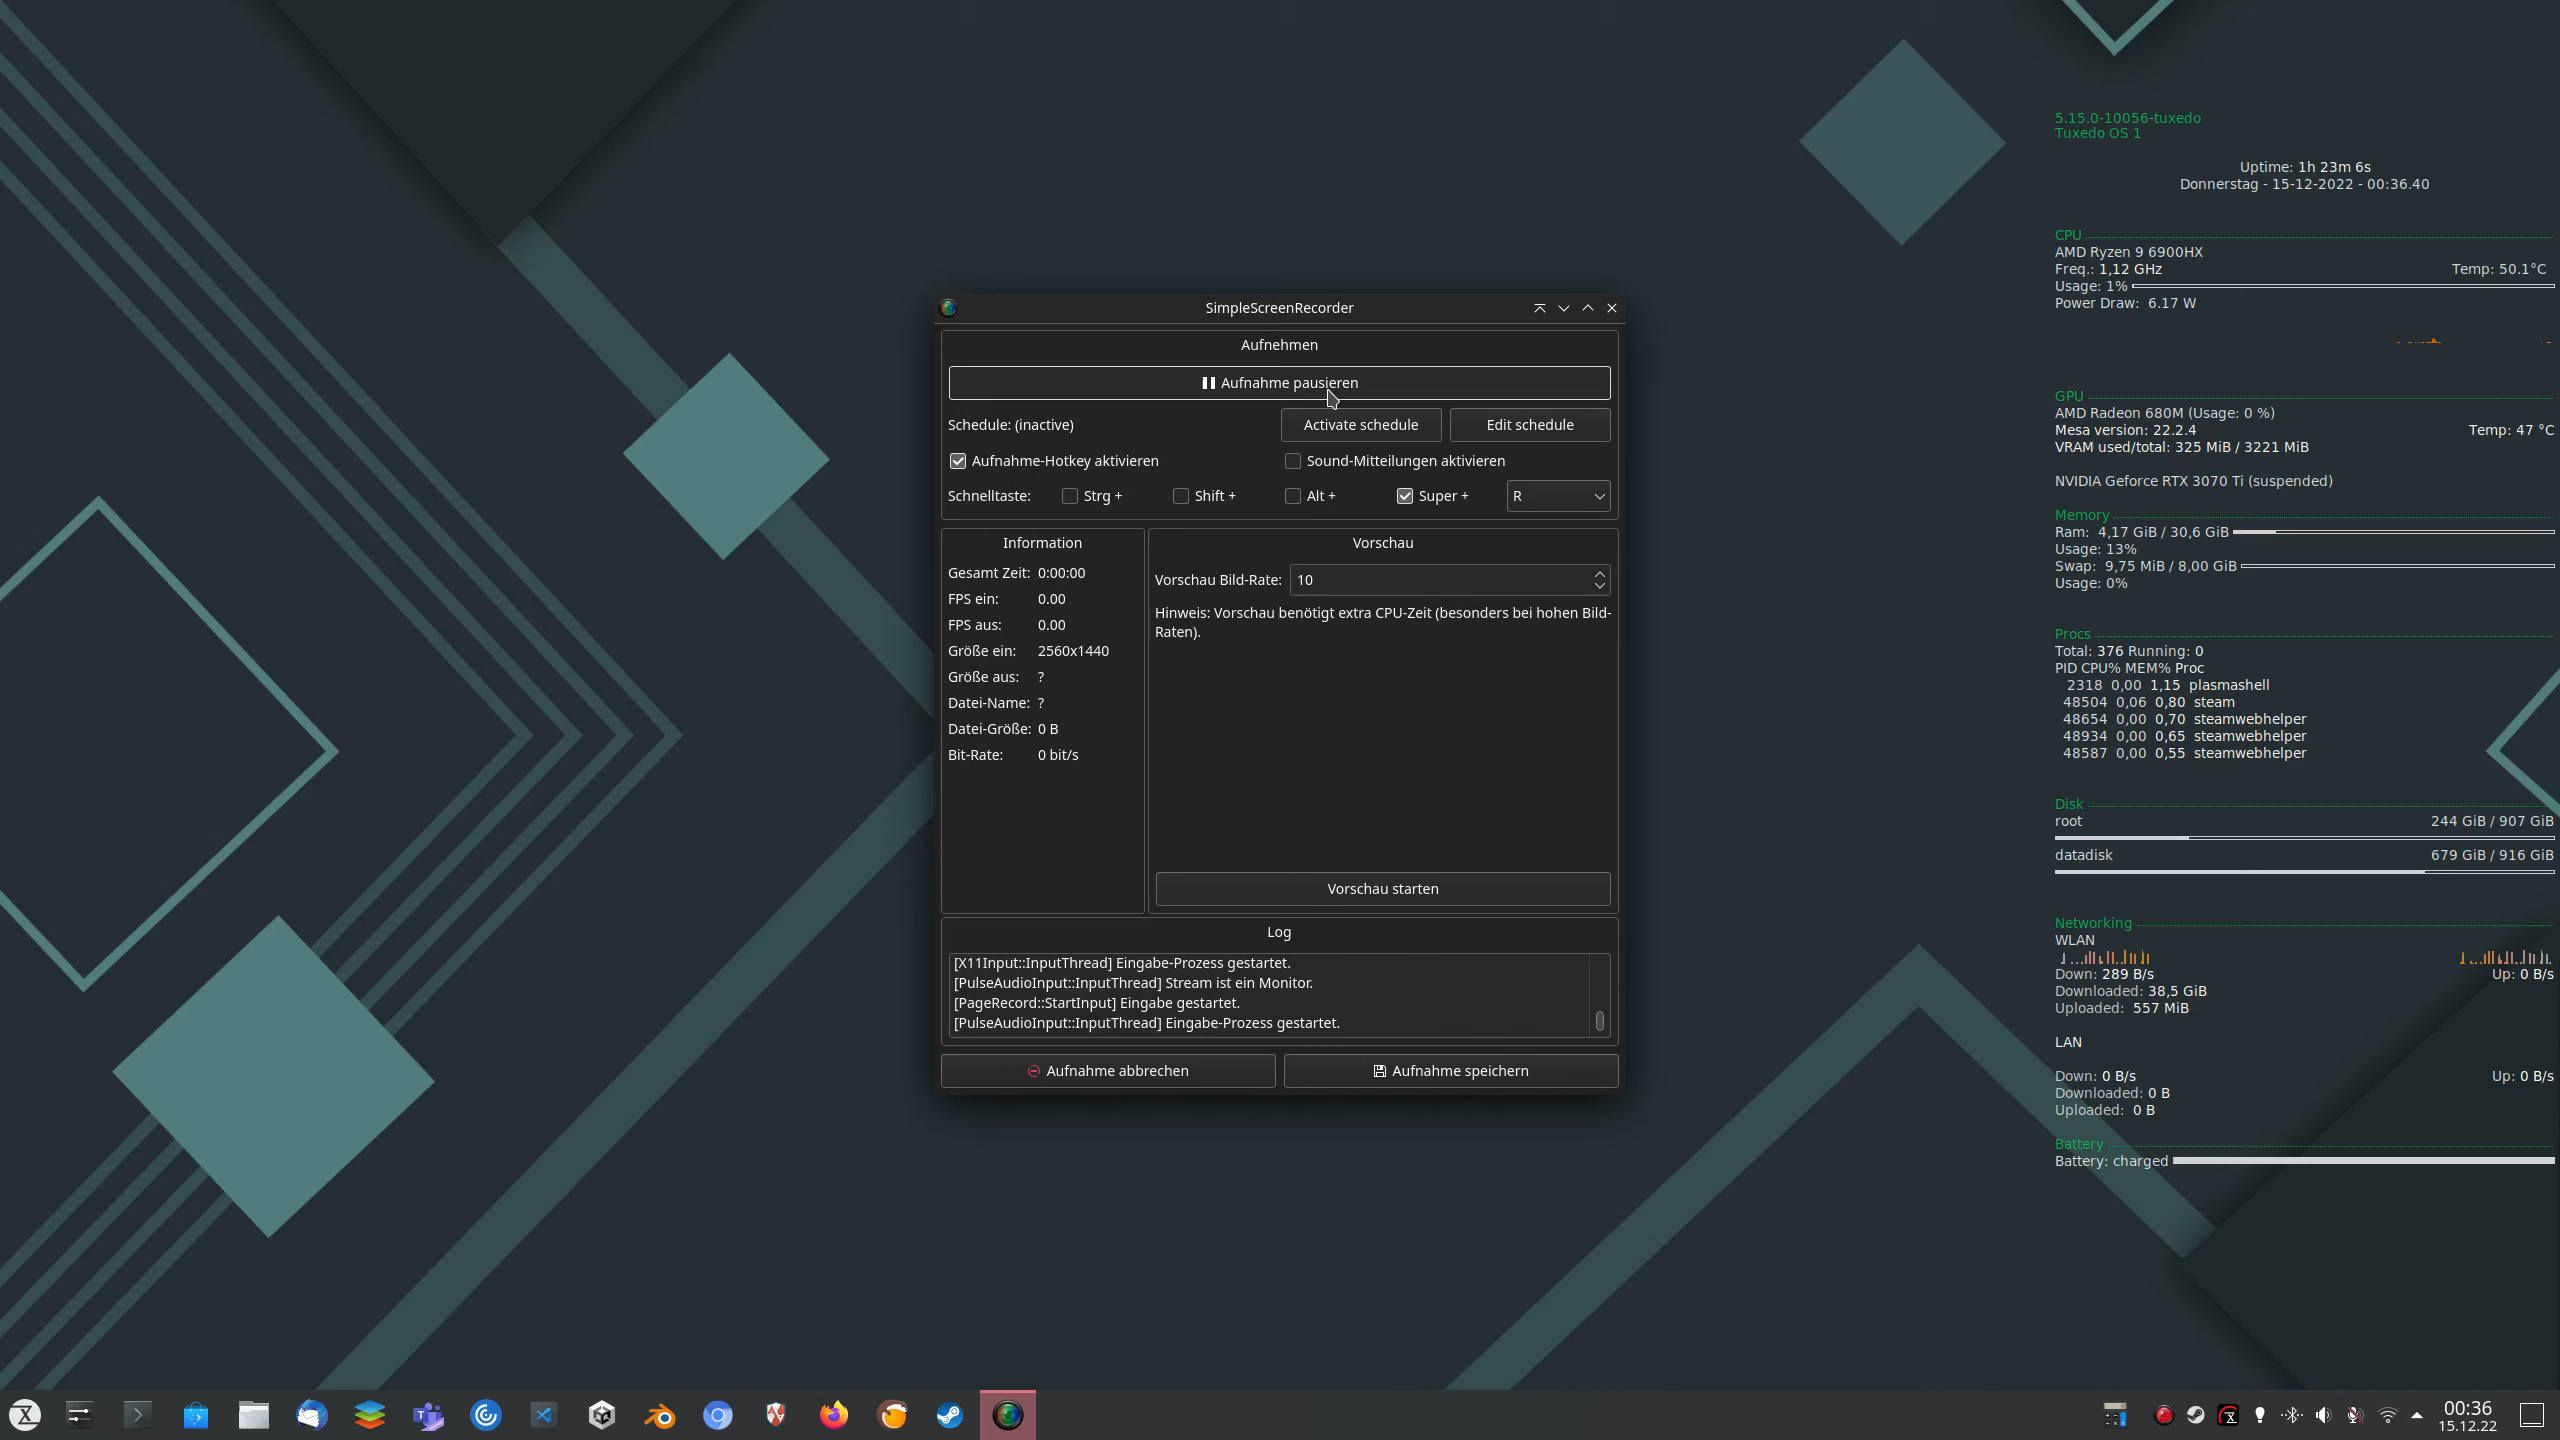 SimpleScreenRecorder
Aufnehmen
Aufnahme pausieren
Schedule: (inactive)
Activate schedule
Edit schedule
Aufnahme-Hotkey aktivieren
Sound-Mitteilungen aktivieren
Schnelltaste:
Strg +
Shift +
Alt +
Super +
R
Information
Gesamt Zeit: 0:00:00
FPS ein: 0.00
FPS aus: 0.00
Größe ein: 2560x1440
Größe aus: ?
Datei-Name: ?
Datei-Größe: 0 B
Bit-Rate: 0 bit/s
Vorschau
Vorschau Bild-Rate: 10
Hinweis: Vorschau benötigt extra CPU-Zeit (besonders bei hohen Bild-
Raten).
Vorschau starten
Log
[X11Input::InputThread] Eingabe-Prozess gestartet.
[PulseAudioInput::InputThread] Stream ist ein Monitor.
[PageRecord::StartInput] Eingabe gestartet.
[PulseAudioInput::InputThread] Eingabe-Prozess gestartet.
Aufnahme abbrechen
Aufnahme speichern
5.15.0-10056-tuxedo
Tuxedo OS 1
Uptime: 1h 23m 6s
Donnerstag - 15-12-2022 - 00:36.40
CPU
AMD Ryzen 9 6900HX
Freq.: 1,12 GHz Temp: 50.1°C
Usage: 1%
Power Draw: 6.17 W
GPU
AMD Radeon 680M (Usage: 0 %)
Mesa version: 22.2.4 Temp: 47 °C
VRAM used/total: 325 MiB / 3221 MiB
NVIDIA Geforce RTX 3070 Ti (suspended)
Memory
Ram: 4,17 GiB / 30,6 GiB
Usage: 13%
Swap: 9,75 MiB / 8,00 GiB
Usage: 0%
Procs
Total: 376 Running: 0
PID CPU% MEM% Proc
2318 0,00 1,15 plasmashell
48504 0,06 0,80 steam
48654 0,00 0,70 steamwebhelper
48934 0,00 0,65 steamwebhelper
48587 0,00 0,55 steamwebhelper
Disk
root 244 GiB / 907 GiB
datadisk 679 GiB / 916 GiB
Networking
WLAN
Down: 289 B/s Up: 0 B/s
Downloaded: 38,5 GiB
Uploaded: 557 MiB
LAN
Down: 0 B/s Up: 0 B/s
Downloaded: 0 B
Uploaded: 0 B
Battery
Battery: charged
00:36
15.12.22